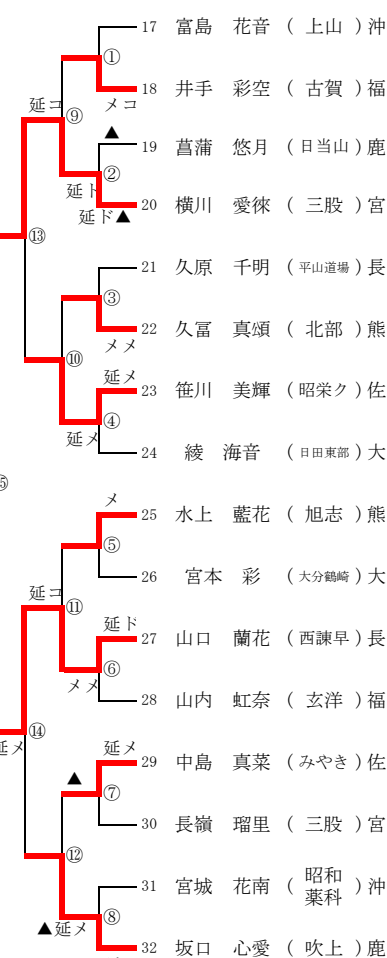 17 富島 花音 ( 上山 ) 沖
①
18 井手 彩空 ( 古賀 ) 福
メコ
延コ
⑨
▲
19 菖蒲 悠月 ( 日当山 ) 鹿
②
延ド
20 横川 愛徠 ( 三股 ) 宮
延ド▲
⑬
21 久原 千明 ( 平山道場 ) 長
③
22 久冨 真頌 ( 北部 ) 熊
メメ
⑩
延メ
23 笹川 美輝 ( 昭栄ク ) 佐
④
延メ
24 綾 海音 ( 日田東部 ) 大
メ
25 水上 藍花 ( 旭志 ) 熊
⑤
26 宮本 彩 ( 大分鶴崎 ) 大
延コ
⑪
延ド
27 山口 蘭花 ( 西諫早 ) 長
⑥
メメ
28 山内 虹奈 ( 玄洋 ) 福
⑭
延メ
延メ
29 中島 真菜 ( みやき ) 佐
▲
⑦
30 長嶺 瑠里 ( 三股 ) 宮
⑫
31 宮城 花南 ( 昭和薬科 ) 沖
⑧
▲延メ
32 坂口 心愛 ( 吹上 ) 鹿